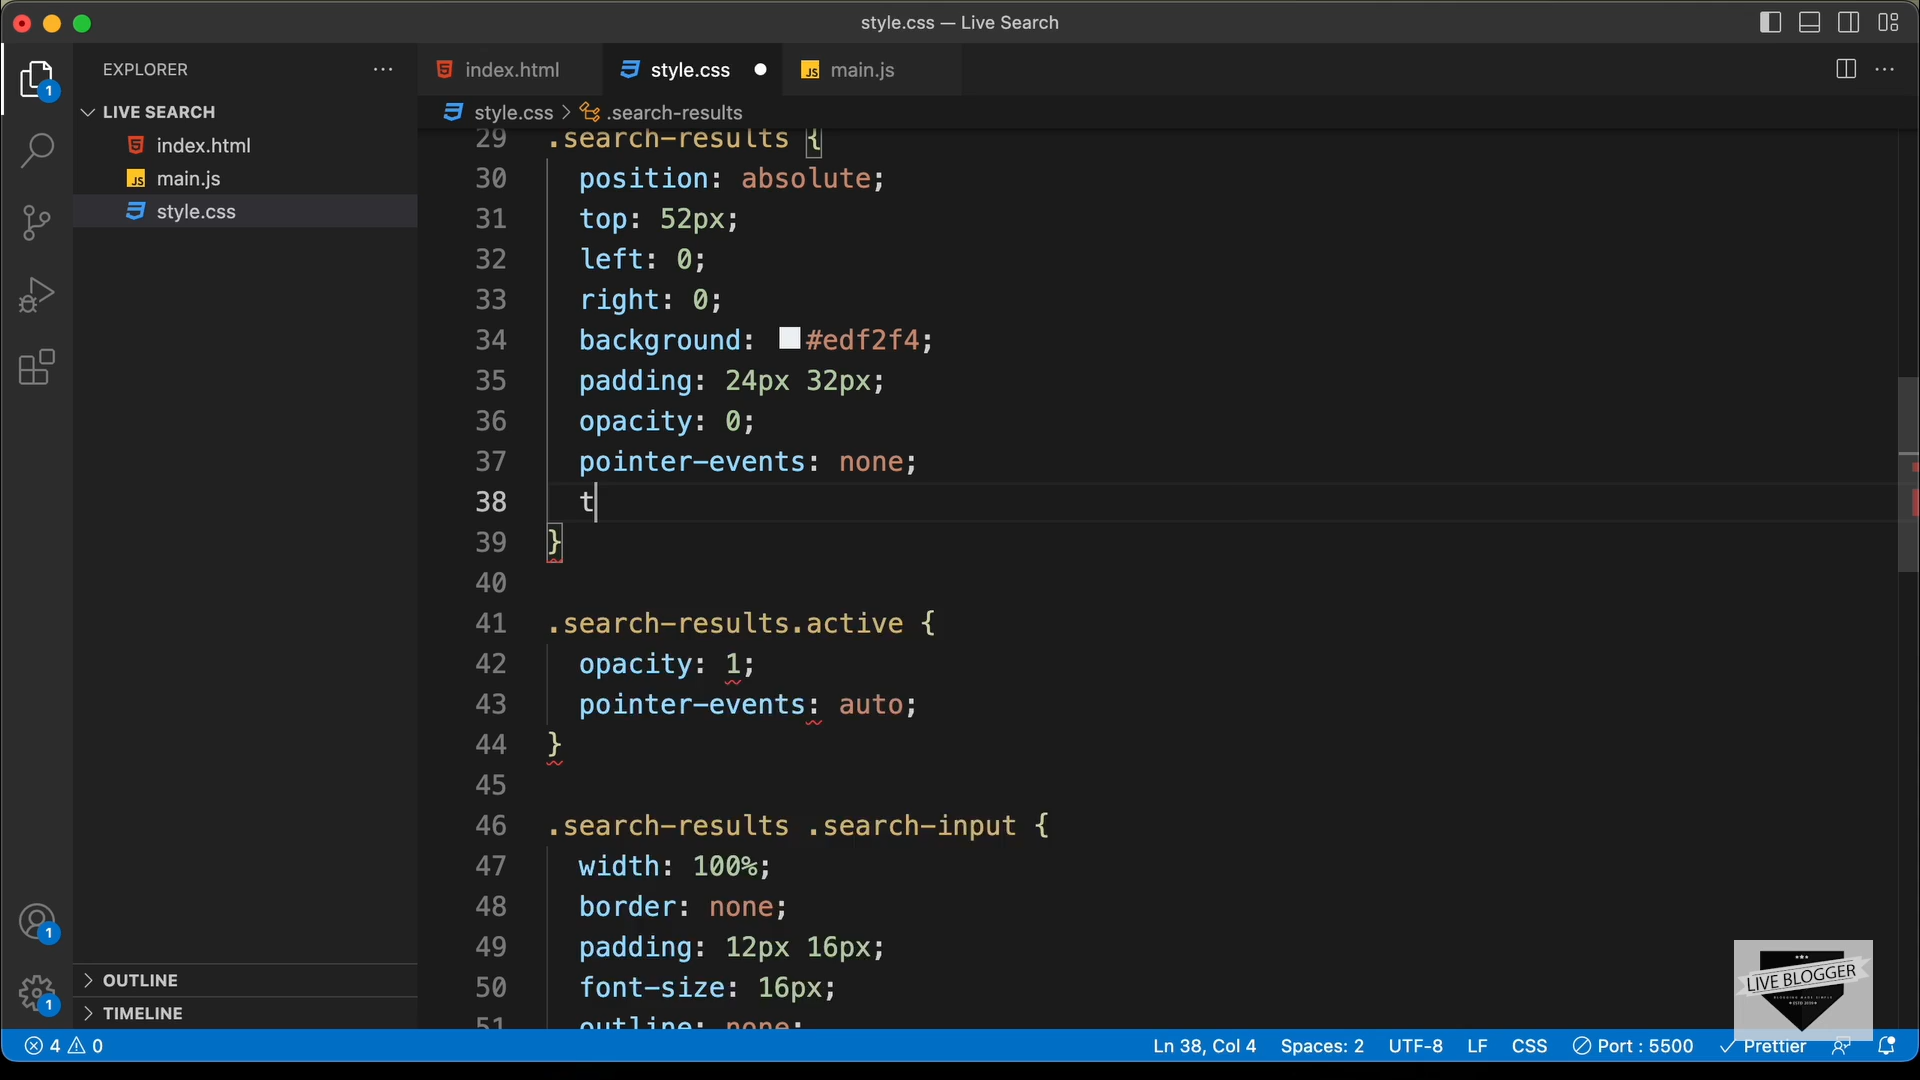 style.css — Live Search
EXPLORER
LIVE SEARCH
index.html
main.js
style.css
OUTLINE
TIMELINE
index.html
style.css
main.js
style.css > .search-results
29 .search-results {
30 position: absolute;
31 top: 52px;
32 left: 0;
33 right: 0;
34 background: #edf2f4;
35 padding: 24px 32px;
36 opacity: 0;
37 pointer-events: none;
38 t
39 }
40
41 .search-results.active {
42 opacity: 1;
43 pointer-events: auto;
44 }
45
46 .search-results .search-input {
47 width: 100%;
48 border: none;
49 padding: 12px 16px;
50 font-size: 16px;
51 outline: none;
LIVE BLOGGER
4 0 Ln 38, Col 4 Spaces: 2 UTF-8 LF CSS Port : 5500 Prettier